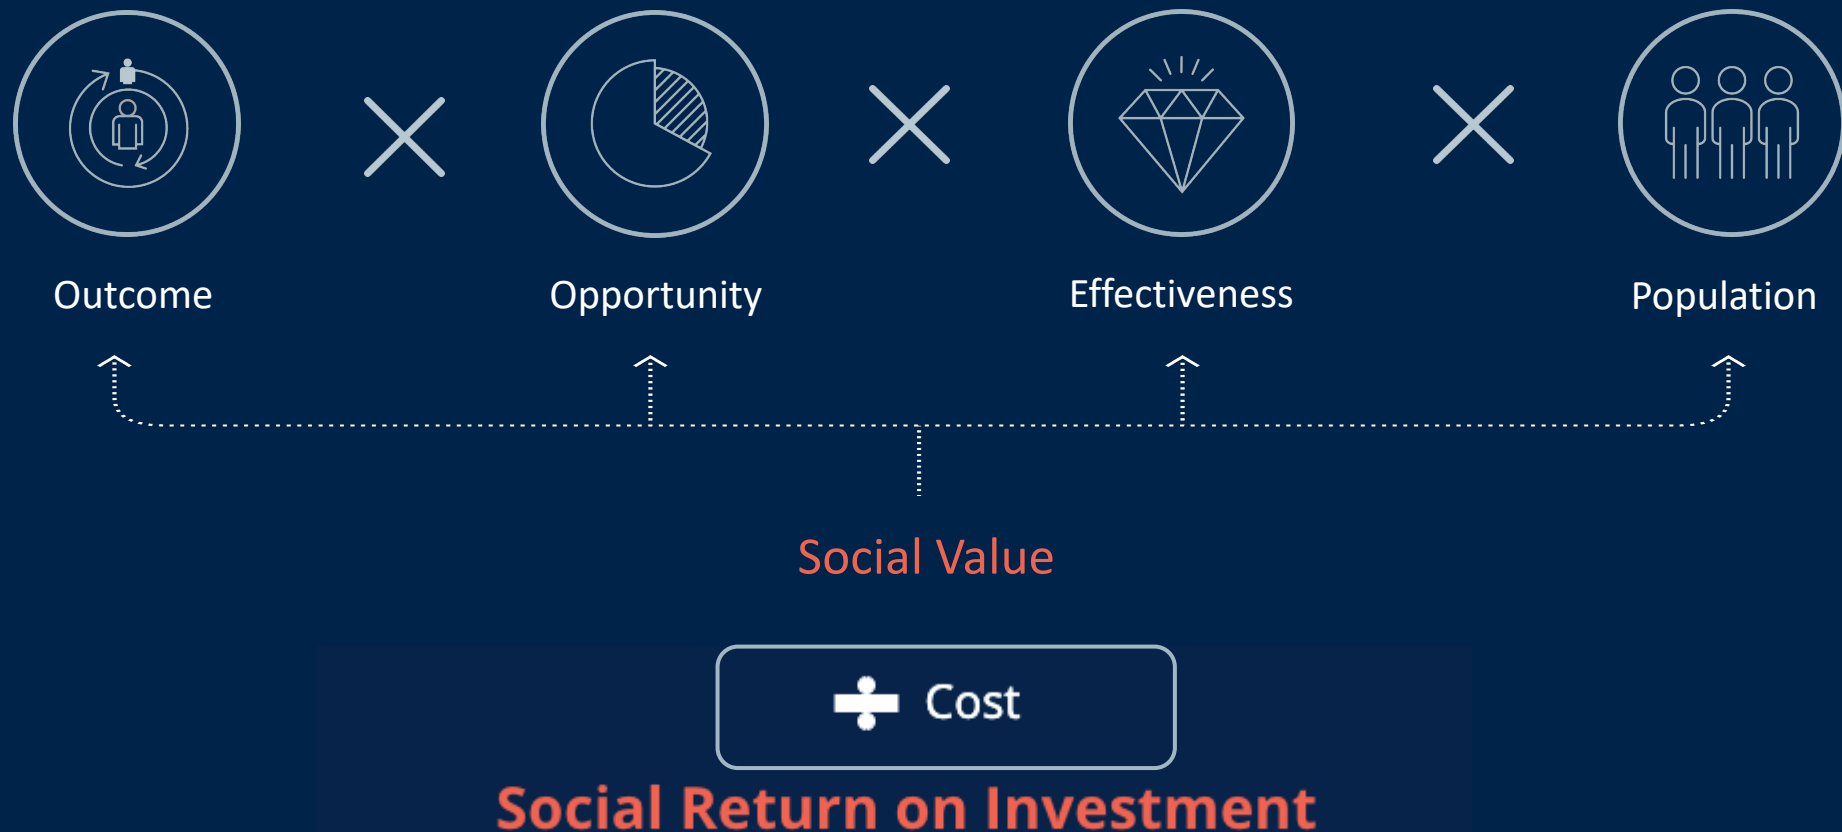 Outcome
Opportunity
Effectiveness
Population
Social Value
÷ Cost
Social Return on Investment